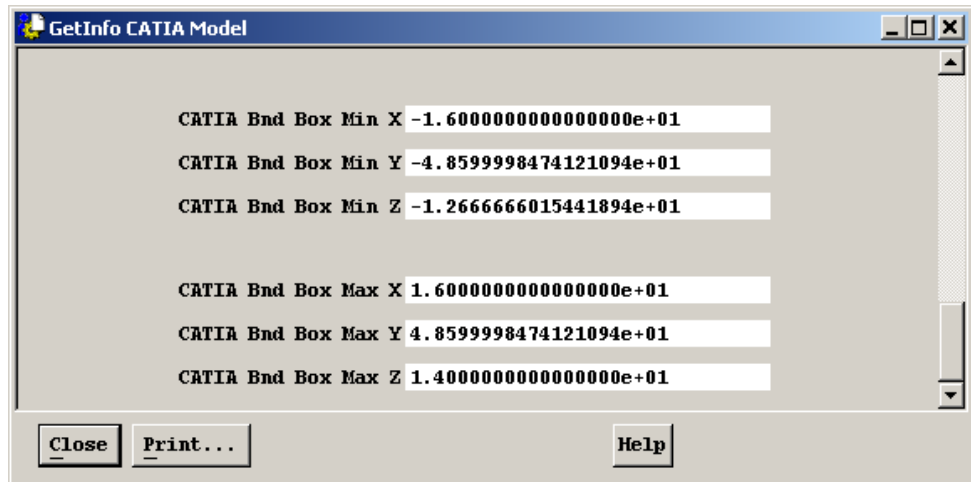 GetInfo CATIA Model
CATIA Bnd Box Min X -1.6000000000000000e+01
CATIA Bnd Box Min Y -4.8599998474121094e+01
CATIA Bnd Box Min Z -1.2666666015441894e+01
CATIA Bnd Box Max X 1.6000000000000000e+01
CATIA Bnd Box Max Y 4.8599998474121094e+01
CATIA Bnd Box Max Z 1.4000000000000000e+01
Close Print... Help